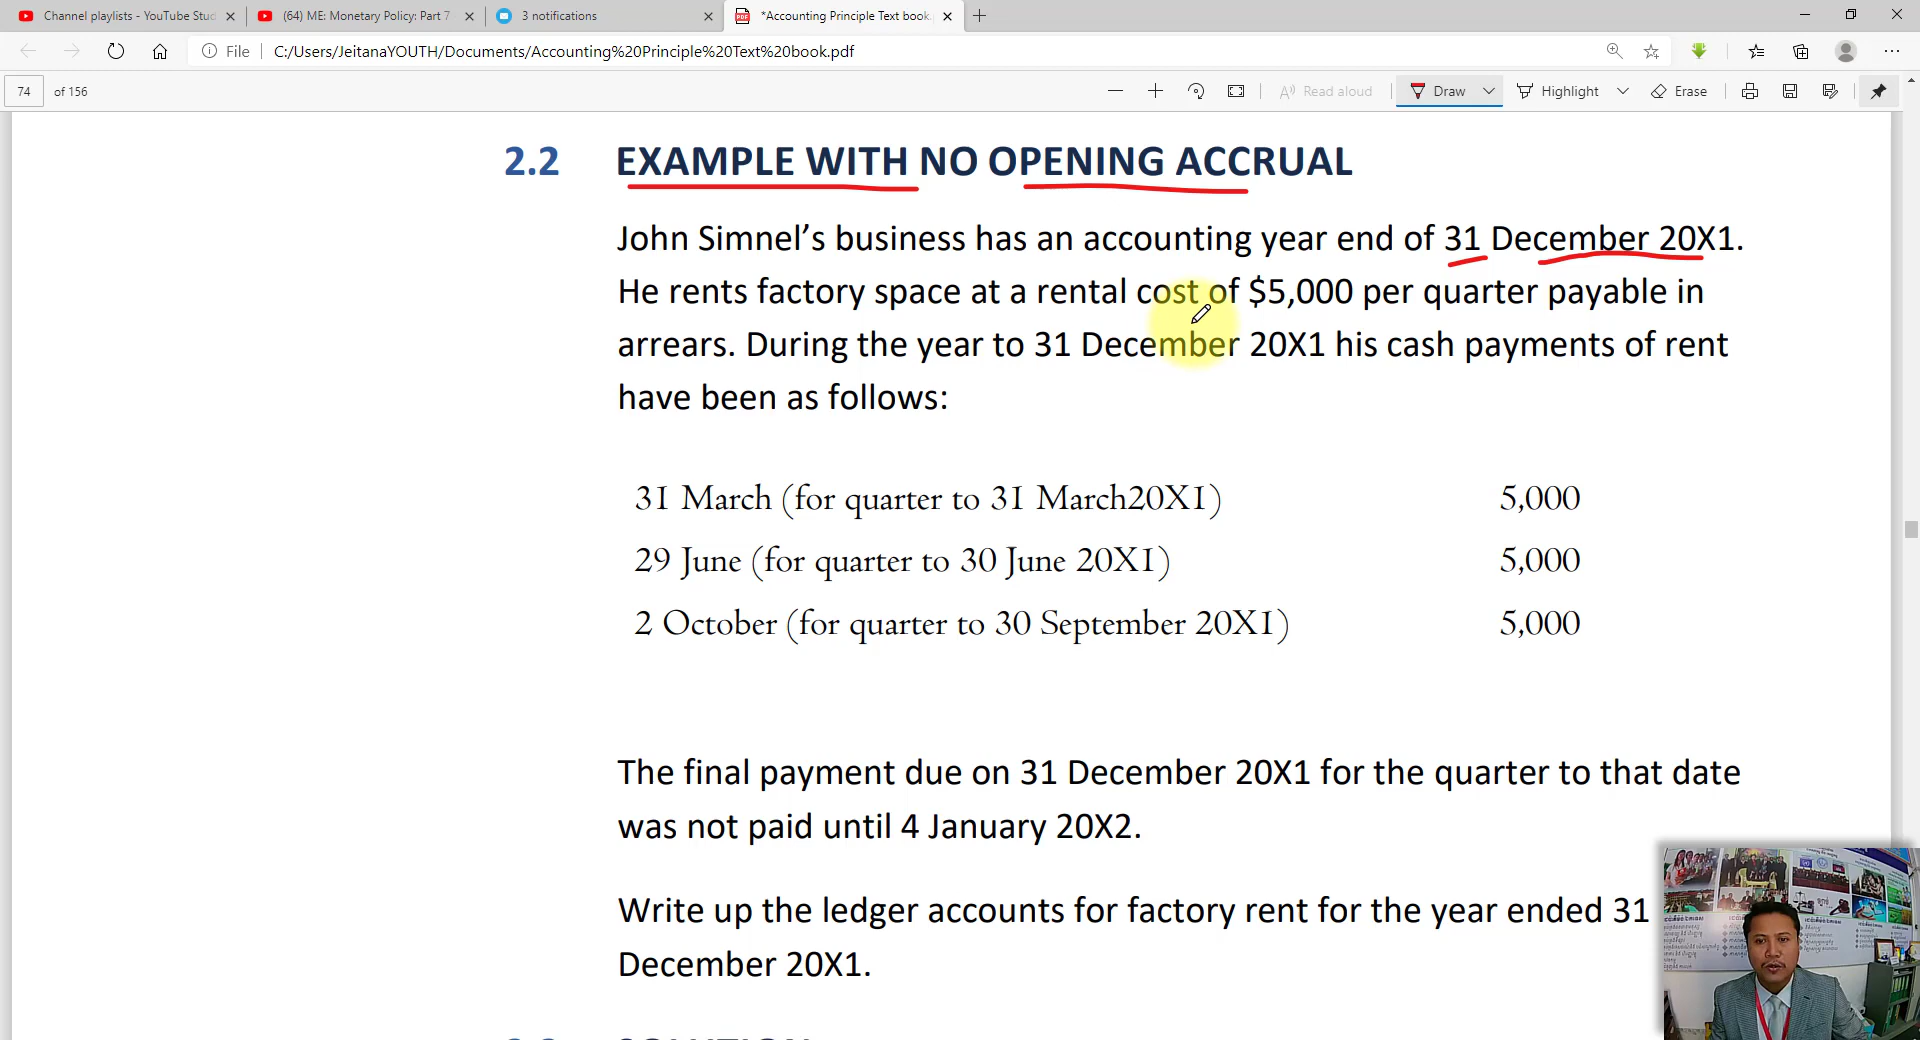 Channel playlists - YouTube Stud
(64) ME: Monetary Policy: Part 7
3 notifications
*Accounting Principle Text book.
File
C:/Users/JeitanaYOUTH/Documents/Accounting%20Principle%20Text%20book.pdf
74
of 156
Read aloud
Draw
Highlight
Erase
2.2 EXAMPLE WITH NO OPENING ACCRUAL
John Simnel’s business has an accounting year end of 31 December 20X1.
He rents factory space at a rental cost of $5,000 per quarter payable in
arrears. During the year to 31 December 20X1 his cash payments of rent
have been as follows:
31 March (for quarter to 31 March20X1) 5,000
29 June (for quarter to 30 June 20X1) 5,000
2 October (for quarter to 30 September 20X1) 5,000
The final payment due on 31 December 20X1 for the quarter to that date
was not paid until 4 January 20X2.
Write up the ledger accounts for factory rent for the year ended 31
December 20X1.